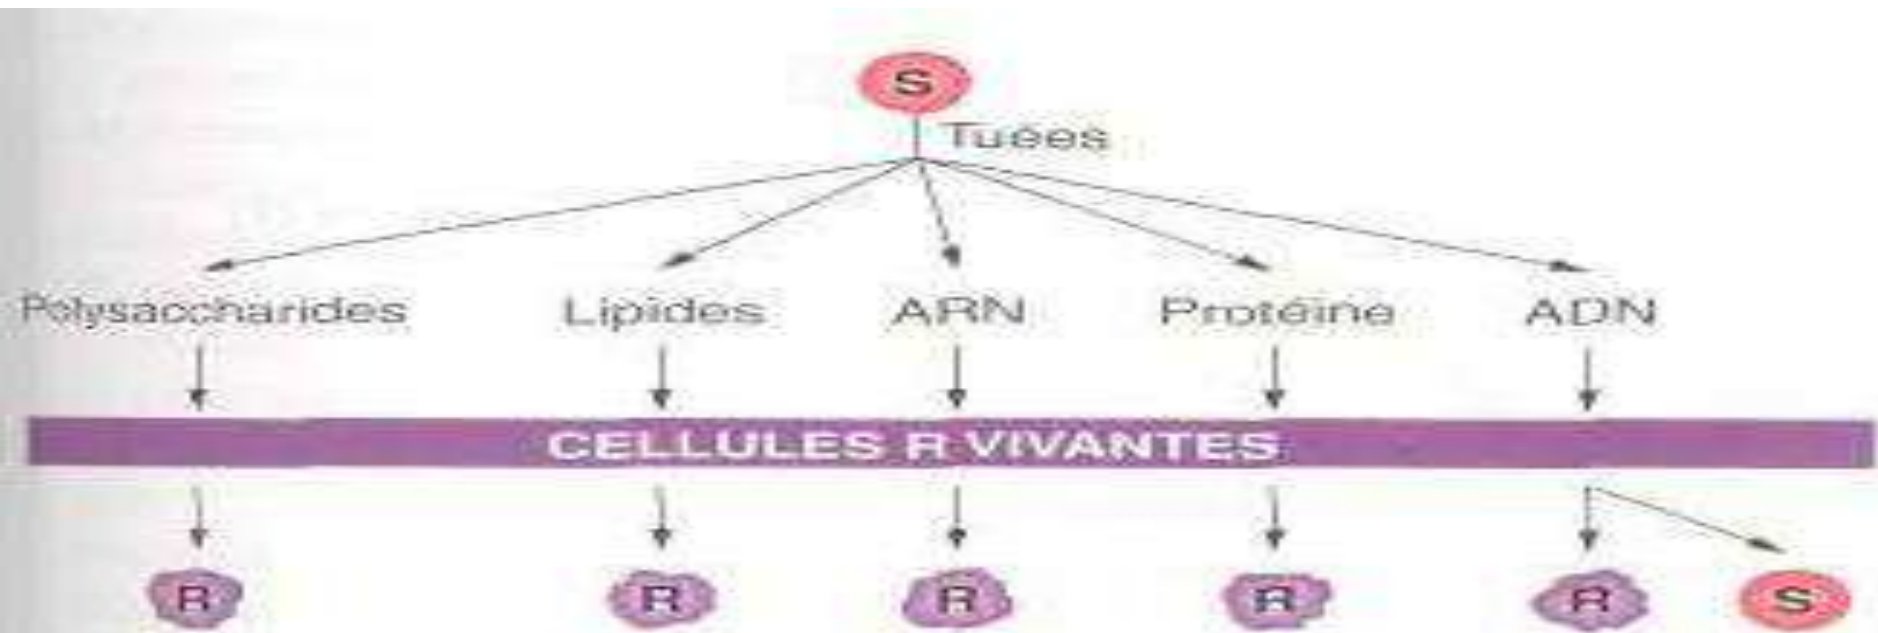 S
Tuées
Polysaccharides Lipides ARN Protéine ADN
CELLULES R VIVANTES
R R R R R S